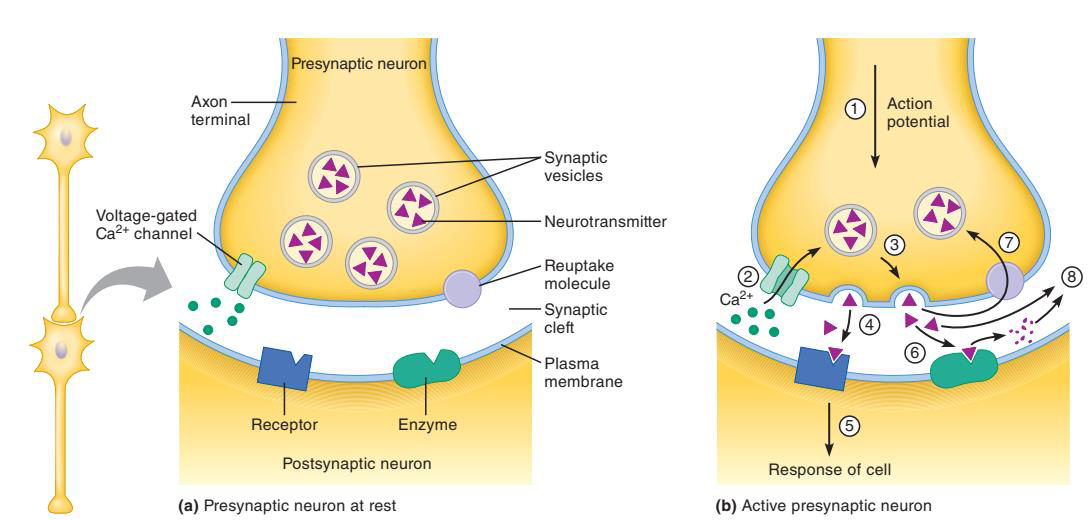 Presynaptic neuron
Axon
terminal
Synaptic
vesicles
Voltage-gated
Ca²⁺ channel
Neurotransmitter
Reuptake
molecule
Synaptic
cleft
Plasma
membrane
Receptor
Enzyme
Postsynaptic neuron
(a) Presynaptic neuron at rest
1
Action
potential
2
Ca²⁺
3
4
5
6
7
8
Response of cell
(b) Active presynaptic neuron